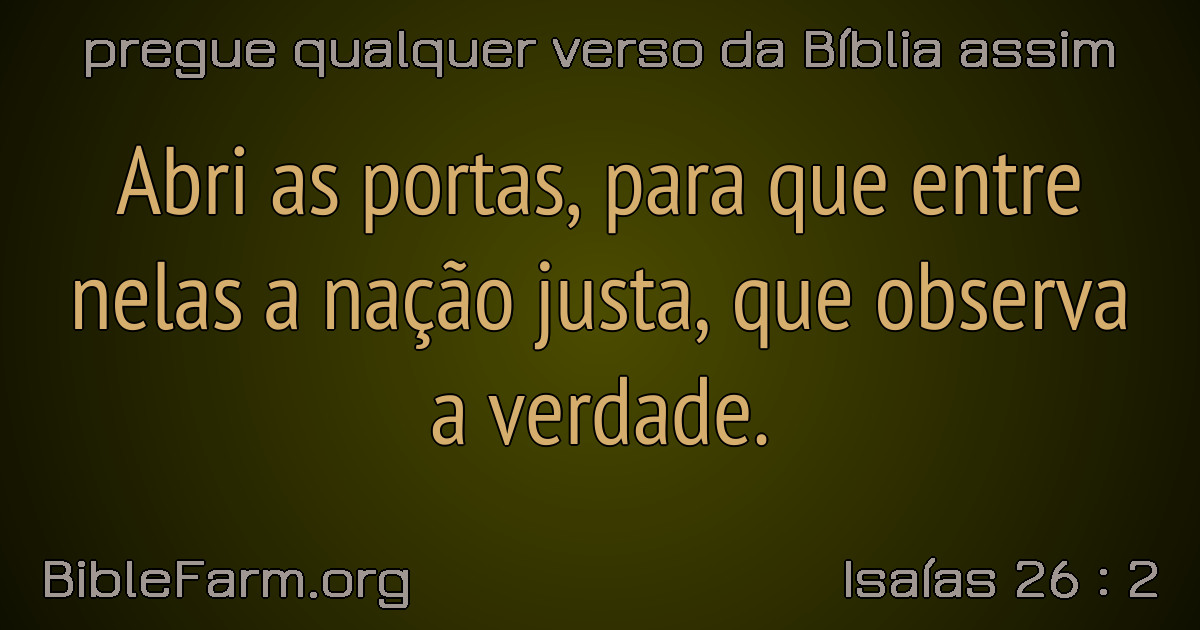 pregue qualquer verso da Bíblia assim
Abri as portas, para que entre
nelas a nação justa, que observa
a verdade.
BibleFarm.org
Isaías 26 : 2